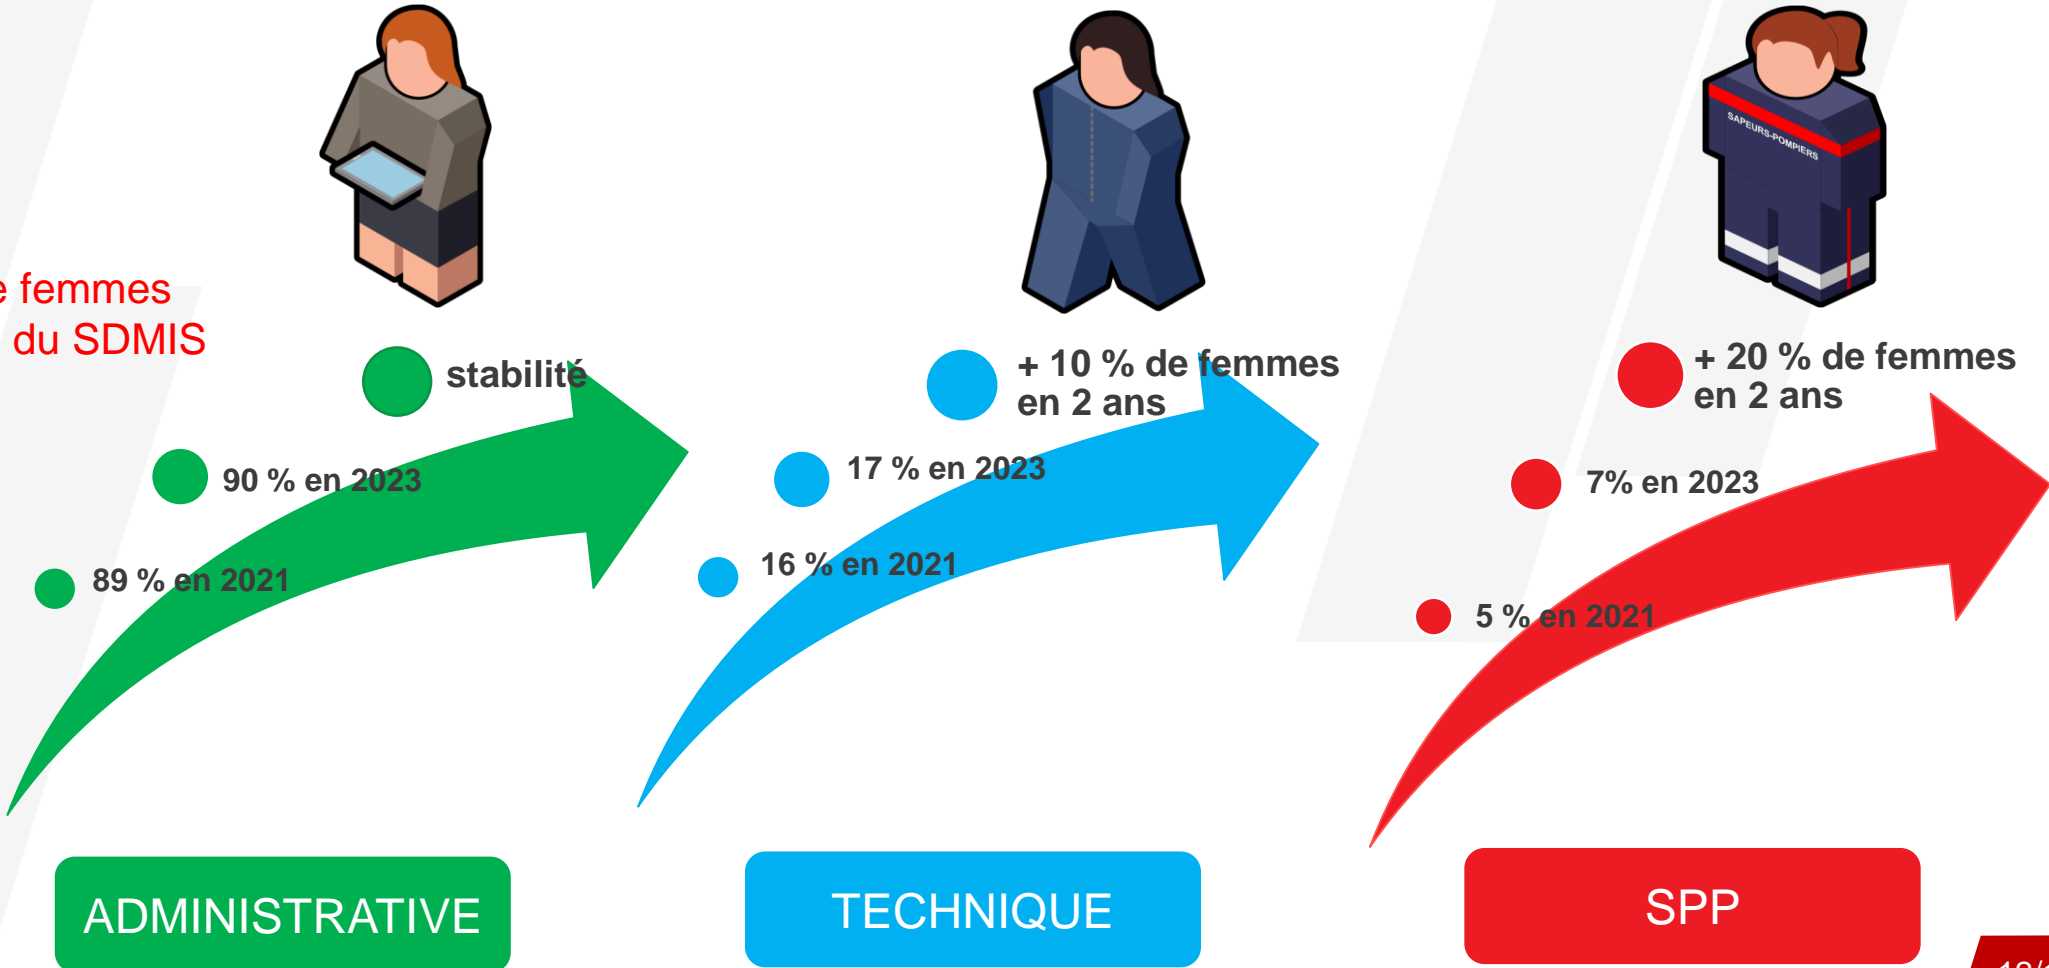 femmes
du SDMIS
SAPEURS-POMPIERS
stabilité
90 % en 2023
89 % en 2021
ADMINISTRATIVE
+ 10 % de femmes
en 2 ans
17 % en 2023
16 % en 2021
TECHNIQUE
+ 20 % de femmes
en 2 ans
7% en 2023
5 % en 2021
SPP